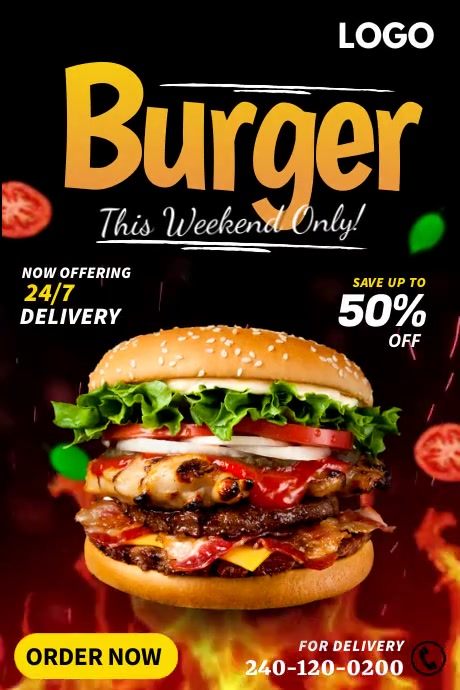 LOGO
Burger
This Weekend Only!
NOW OFFERING
24/7
DELIVERY
SAVE UP TO
50%
OFF
ORDER NOW
FOR DELIVERY
240-120-0200